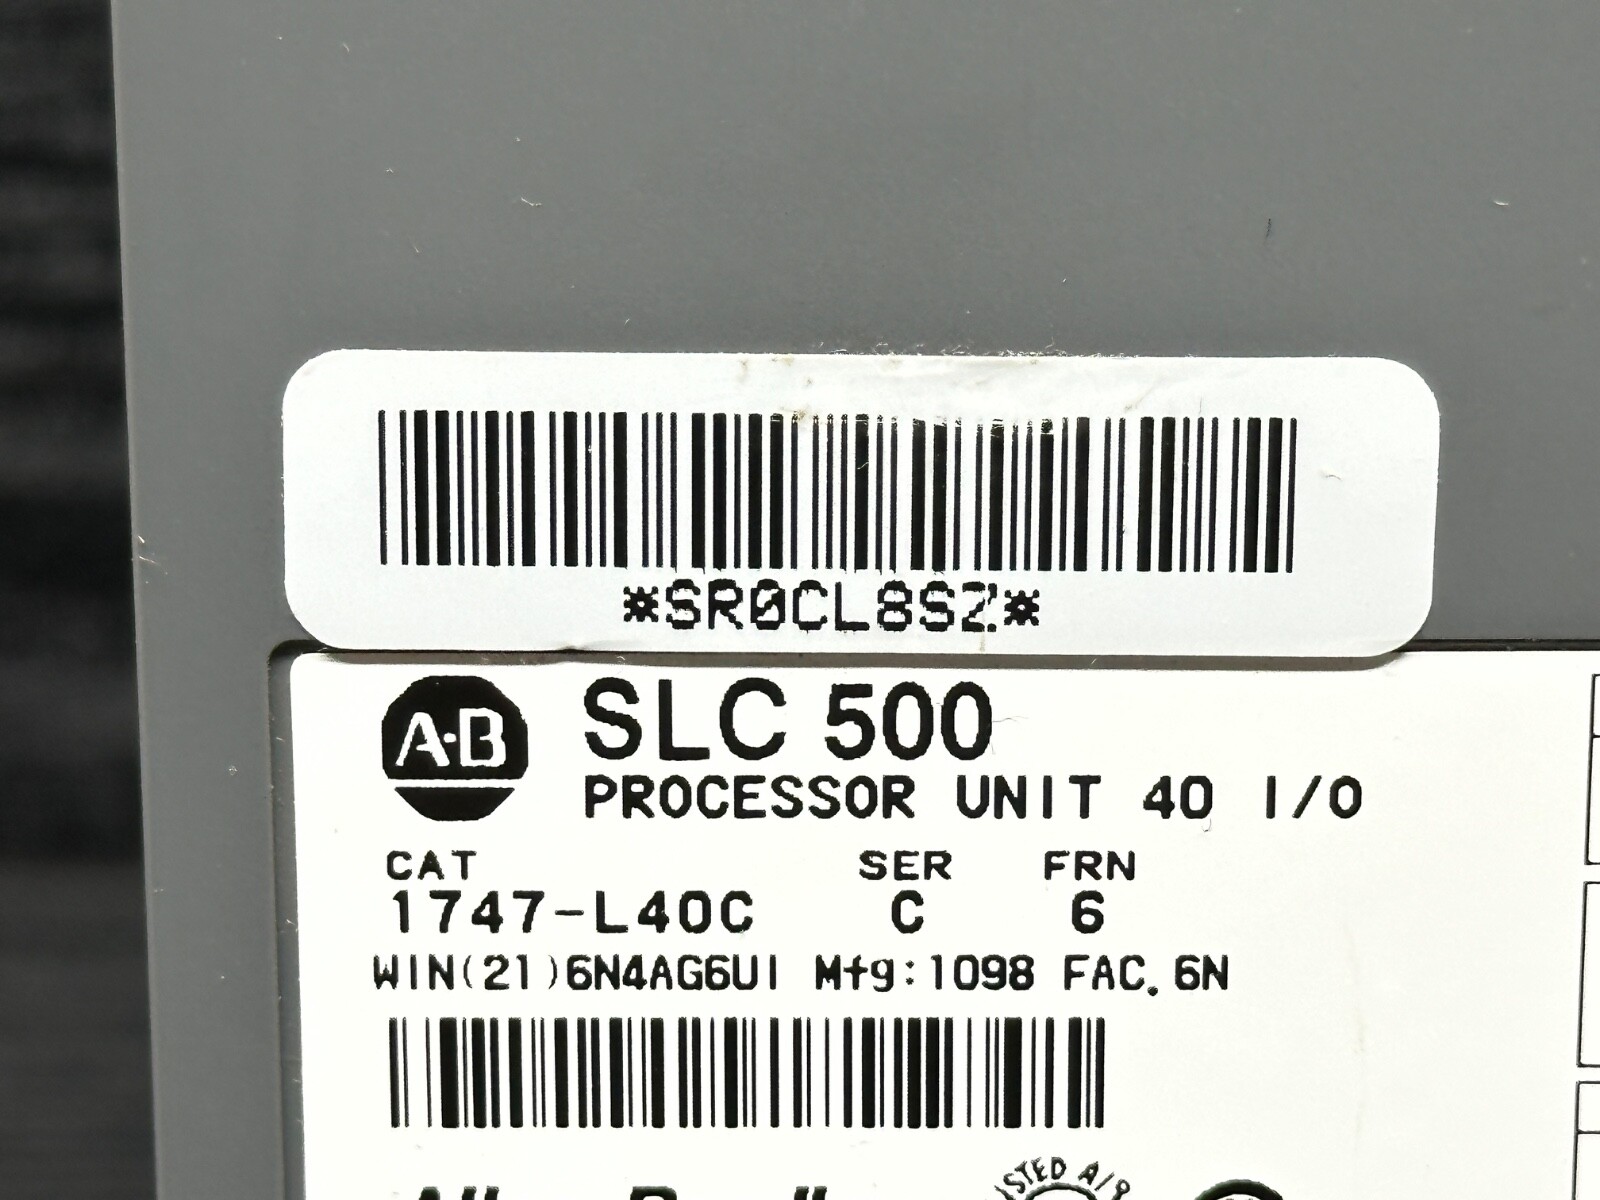 *SR0CL8SZ*
A-B SLC 500
PROCESSOR UNIT 40 I/O
CAT SER FRN
1747-L40C C 6
WIN(21)6N4AG6UI Mfg:1098 FAC. 6N